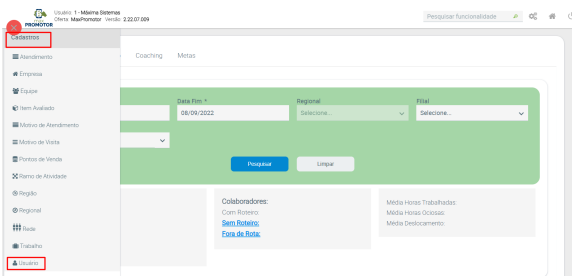 Usuário: 1 - Máxima Sistemas
Oferta: MaxPromotor Versão: 2.22.07.009
PROMOTOR
Pesquisar funcionalidade
Cadastros
Atendimento
Empresa
Equipe
Item Avaliado
Motivo de Atendimento
Motivo de Visita
Pontos de Venda
Ramo de Atividade
Região
Regional
Rede
Trabalho
Usuário
Coaching
Metas
Data Fim *
Regional
Filial
08/09/2022
Selecione...
Selecione...
Pesquisar
Limpar
Colaboradores:
Com Roteiro:
Sem Roteiro:
Fora de Rota:
Média Horas Trabalhadas:
Média Horas Ociosas:
Média Deslocamento: